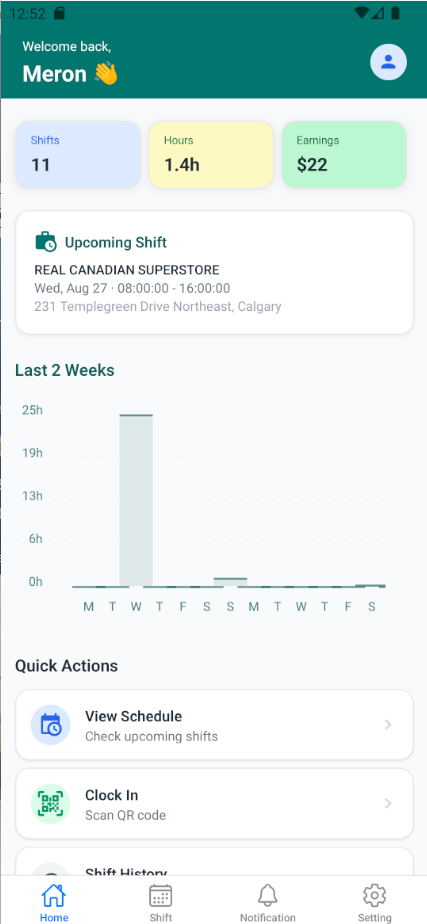 12:52
Welcome back,
Meron 👋
Shifts
11
Hours
1.4h
Earnings
$22
Upcoming Shift
REAL CANADIAN SUPERSTORE
Wed, Aug 27 · 08:00:00 - 16:00:00
231 Templegreen Drive Northeast, Calgary
Last 2 Weeks
25h
19h
13h
6h
0h
M T W T F S S M T W T F S
Quick Actions
View Schedule
Check upcoming shifts
Clock In
Scan QR code
Shift History
Home Shift Notification Setting